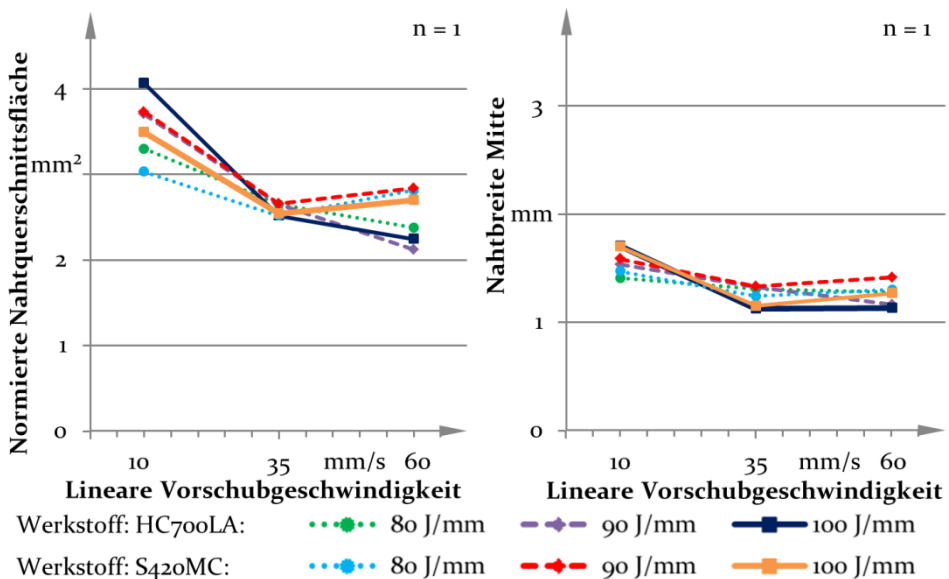 Normierte Nahtquerschnittsfläche
n = 1
4
mm²
2
1
0
10 35 mm/s 60
Lineare Vorschubgeschwindigkeit
Nahtbreite Mitte
n = 1
3
mm
1
0
10 35 mm/s 60
Lineare Vorschubgeschwindigkeit
Werkstoff: HC700LA: 80 J/mm 90 J/mm 100 J/mm
Werkstoff: S420MC: 80 J/mm 90 J/mm 100 J/mm